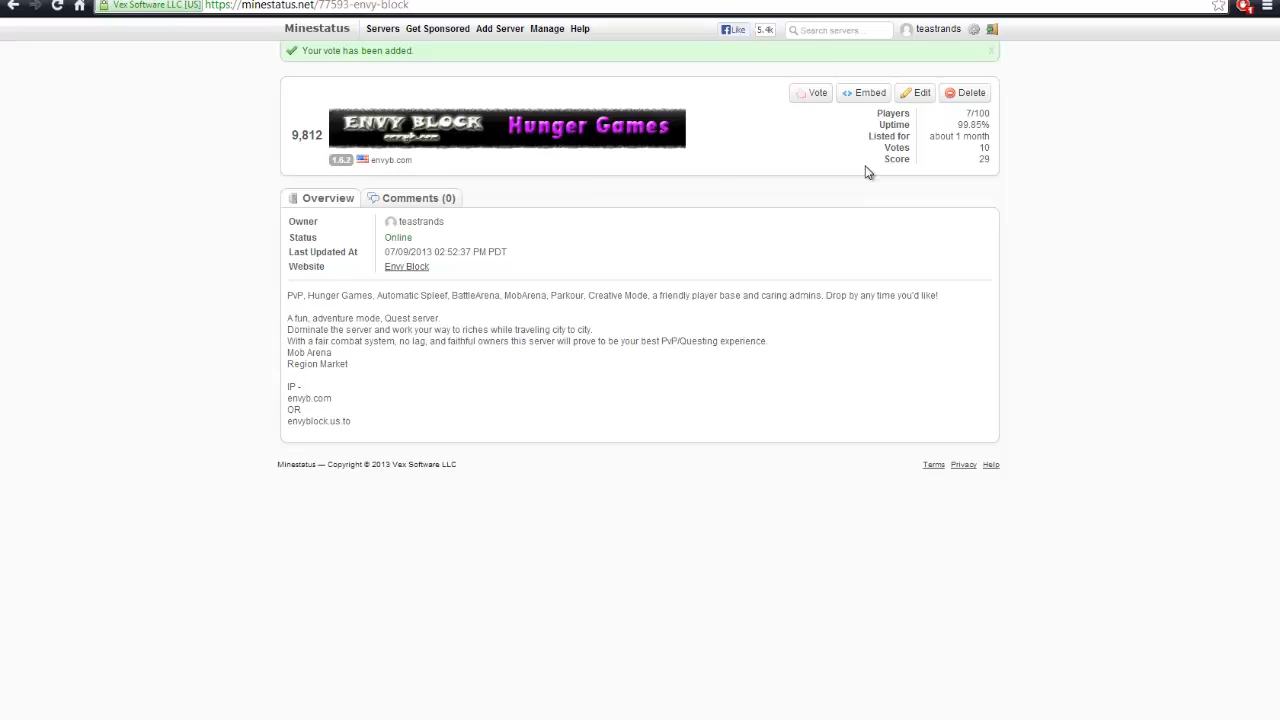 Vex Software LLC [US] https://minestatus.net/77593-envy-block
Minestatus Servers Get Sponsored Add Server Manage Help Like 5.4k Search servers... teastrands
Your vote has been added. x
Vote Embed Edit Delete
9,812 ENVY BLOCK envyb.com Hunger Games
1.6.2 envyb.com
Players 7/100
Uptime 99.85%
Listed for about 1 month
Votes 10
Score 29
Overview Comments (0)
Owner teastrands
Status Online
Last Updated At 07/09/2013 02:52:37 PM PDT
Website Envy Block
PvP, Hunger Games, Automatic Spleef, BattleArena, MobArena, Parkour, Creative Mode, a friendly player base and caring admins. Drop by any time you'd like!
A fun, adventure mode, Quest server.
Dominate the server and work your way to riches while traveling city to city.
With a fair combat system, no lag, and faithful owners this server will prove to be your best PvP/Questing experience.
Mob Arena
Region Market
IP -
envyb.com
OR
envyblock.us.to
Minestatus — Copyright © 2013 Vex Software LLC Terms Privacy Help